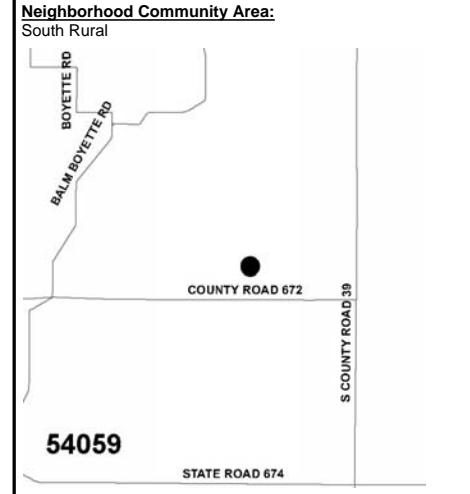 Neighborhood Community Area:
South Rural
BOYETTE RD
BALM BOYETTE RD
COUNTY ROAD 672
S COUNTY ROAD 39
54059
STATE ROAD 674